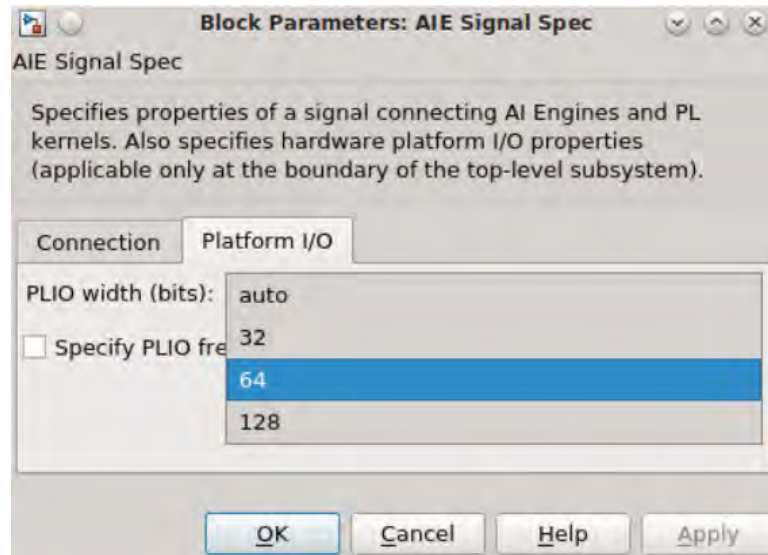 Block Parameters: AIE Signal Spec
AIE Signal Spec
Specifies properties of a signal connecting AI Engines and PL
kernels. Also specifies hardware platform I/O properties
(applicable only at the boundary of the top-level subsystem).
Connection Platform I/O
PLIO width (bits): auto
Specify PLIO fre 32
64
128
OK Cancel Help Apply